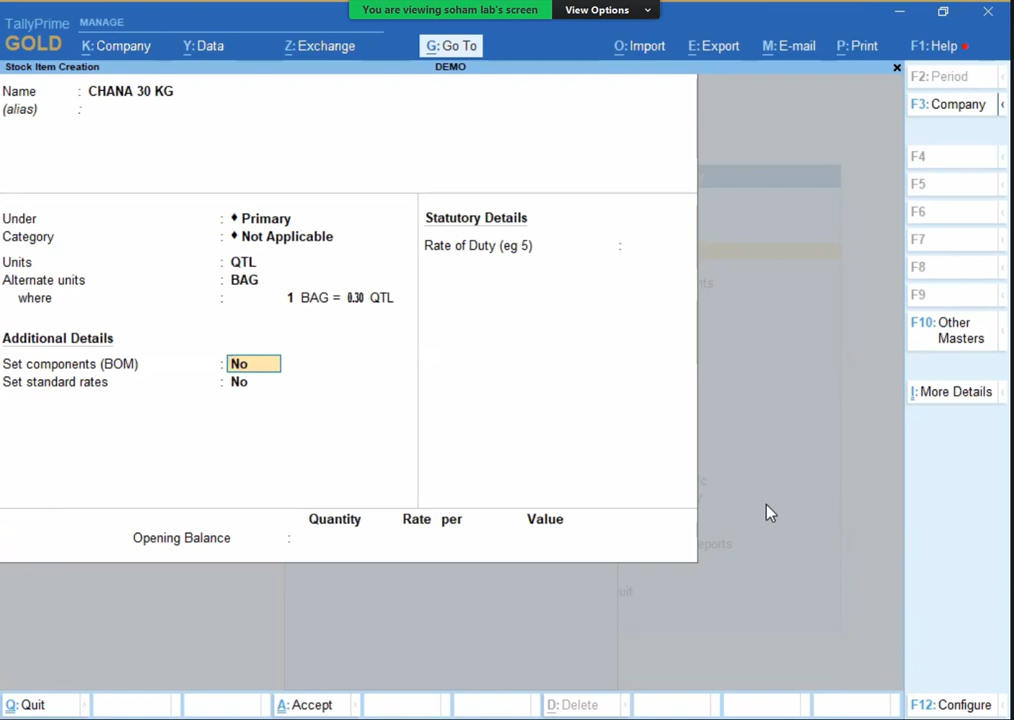 You are viewing soham lab's screen View Options
TallyPrime MANAGE
GOLD K: Company Y: Data Z: Exchange G: Go To O: Import E: Export M: E-mail P: Print F1: Help
Stock Item Creation DEMO
Name : CHANA 30 KG
(alias) :
Under : ♦ Primary
Category : ♦ Not Applicable
Units : QTL
Alternate units : BAG
where : 1 BAG = 0.30 QTL
Additional Details
Set components (BOM) : No
Set standard rates : No
Statutory Details
Rate of Duty (eg 5) :
Quantity Rate per Value
Opening Balance :
F2: Period
F3: Company
F4
F5
F6
F7
F8
F9
F10: Other
Masters
I: More Details
Q: Quit A: Accept D: Delete F12: Configure